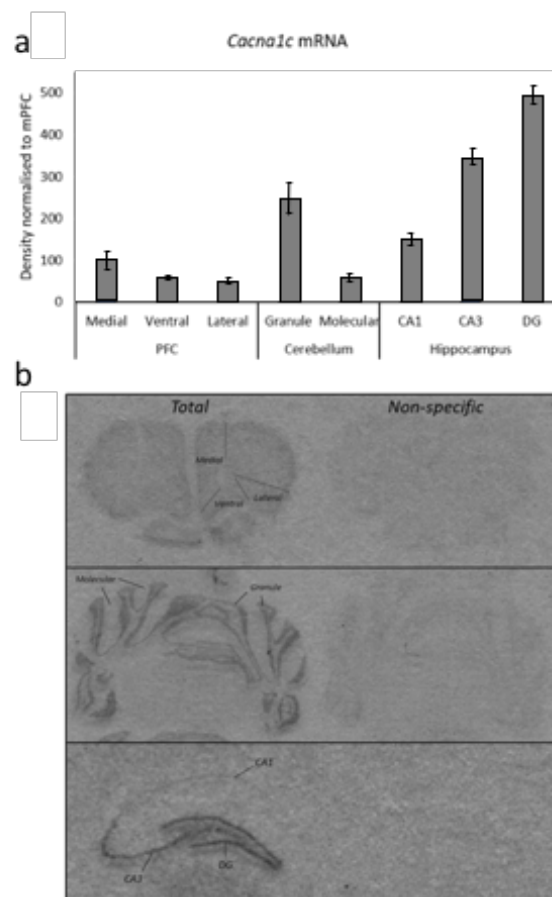 a
Cacna1c mRNA
Density normalised to mPFC
500
400
300
200
100
0
Medial Ventral Lateral Granule Molecular CA1 CA3 DG
PFC Cerebellum Hippocampus
b
Total Non-specific
Medial
Lateral
Ventral
Molecular Granule
CA1
CA3 DG